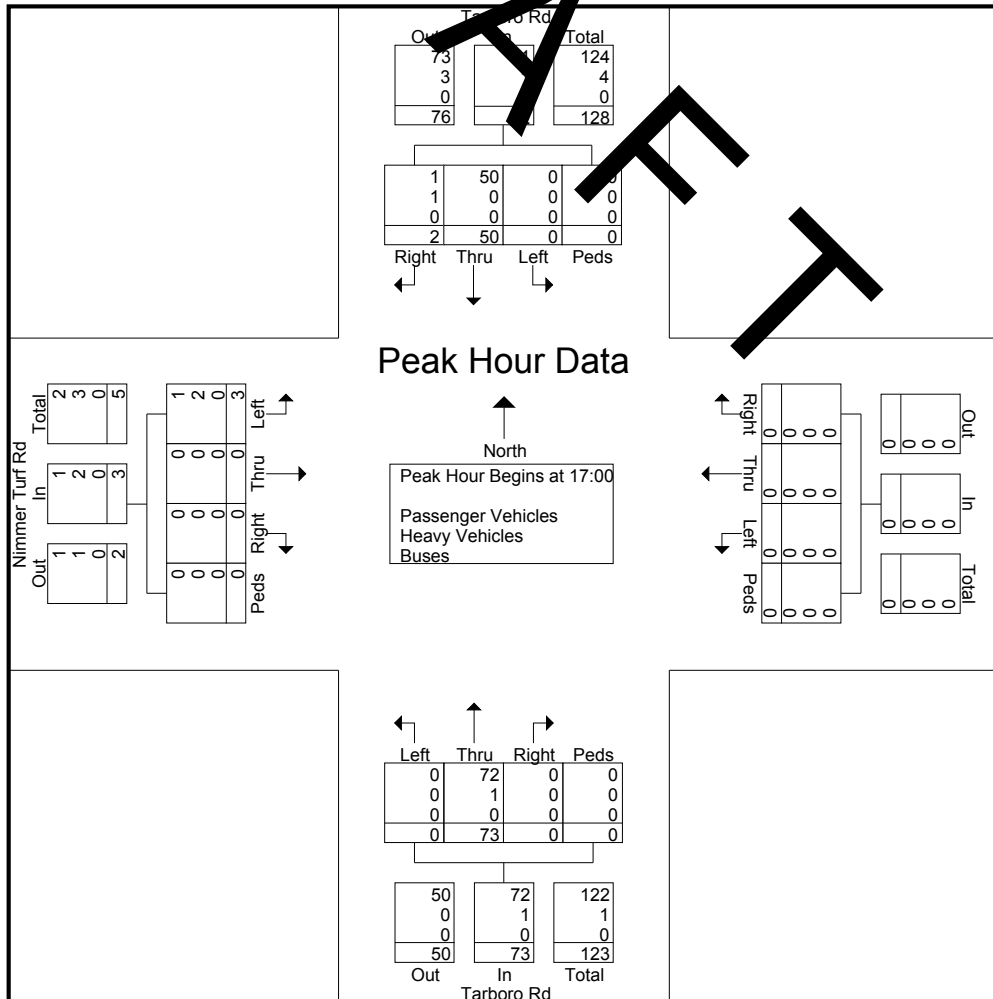 Tarboro Rd
Out In Total
73 124
3 4
0 0
76 128
1 50 0 0
1 0 0 0
0 0 0 0
2 50 0 0
Right Thru Left Peds
Peak Hour Data
North
Peak Hour Begins at 17:00
Passenger Vehicles
Heavy Vehicles
Buses
Nimmer Turf Rd
Out In Total
1 1 2
1 2 3
0 0 0
2 3 5
Peds Right Thru Left
0 0 0 1
0 0 0 2
0 0 0 0
0 0 0 3
Right Thru Left Peds
0 0 0 0
0 0 0 0
0 0 0 0
0 0 0 0
Out In Total
0 0 0
0 0 0
0 0 0
0 0 0
Left Thru Right Peds
0 72 0 0
0 1 0 0
0 0 0 0
0 73 0 0
50 72 122
0 1 1
0 0 0
50 73 123
Out In Total
Tarboro Rd
A F T